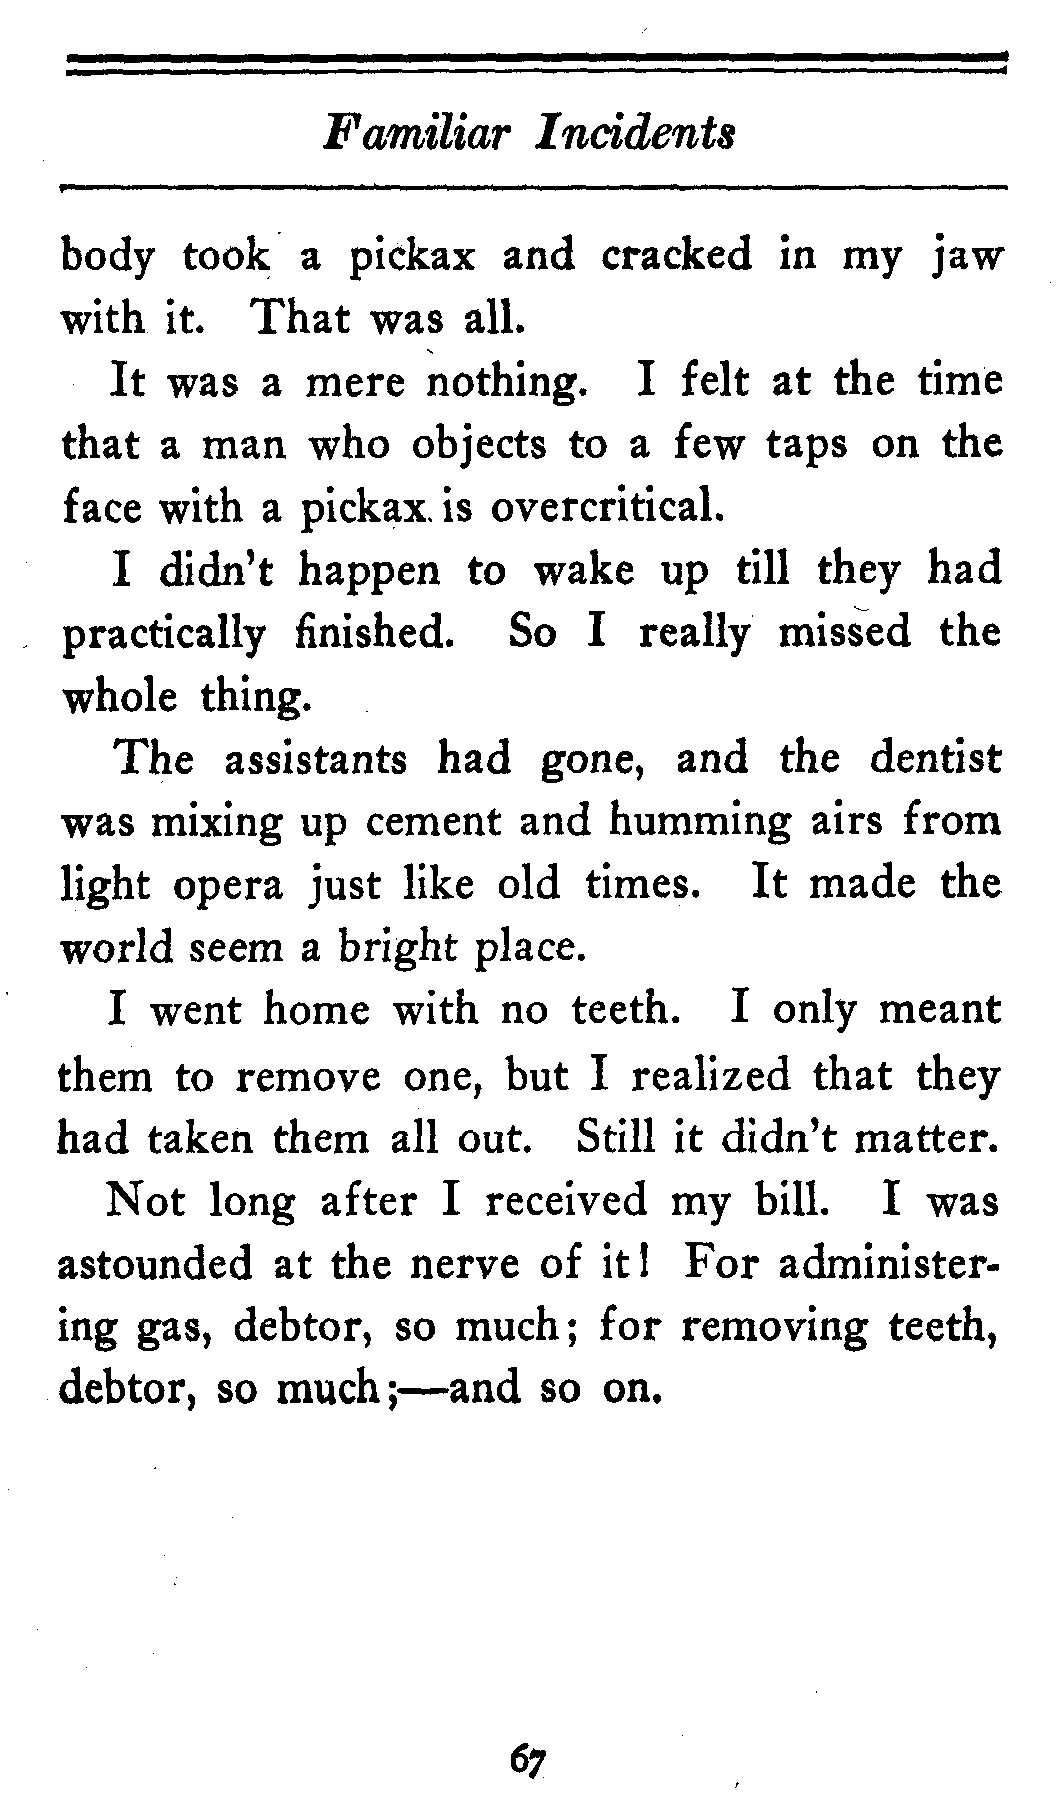 Familiar Incidents
body took a pickax and cracked in my jaw
with it. That was all.
It was a mere nothing. I felt at the time
that a man who objects to a few taps on the
face with a pickax is overcritical.
I didn't happen to wake up till they had
practically finished. So I really missed the
whole thing.
The assistants had gone, and the dentist
was mixing up cement and humming airs from
light opera just like old times. It made the
world seem a bright place.
I went home with no teeth. I only meant
them to remove one, but I realized that they
had taken them all out. Still it didn't matter.
Not long after I received my bill. I was
astounded at the nerve of it! For administer-
ing gas, debtor, so much; for removing teeth,
debtor, so much;—and so on.
67